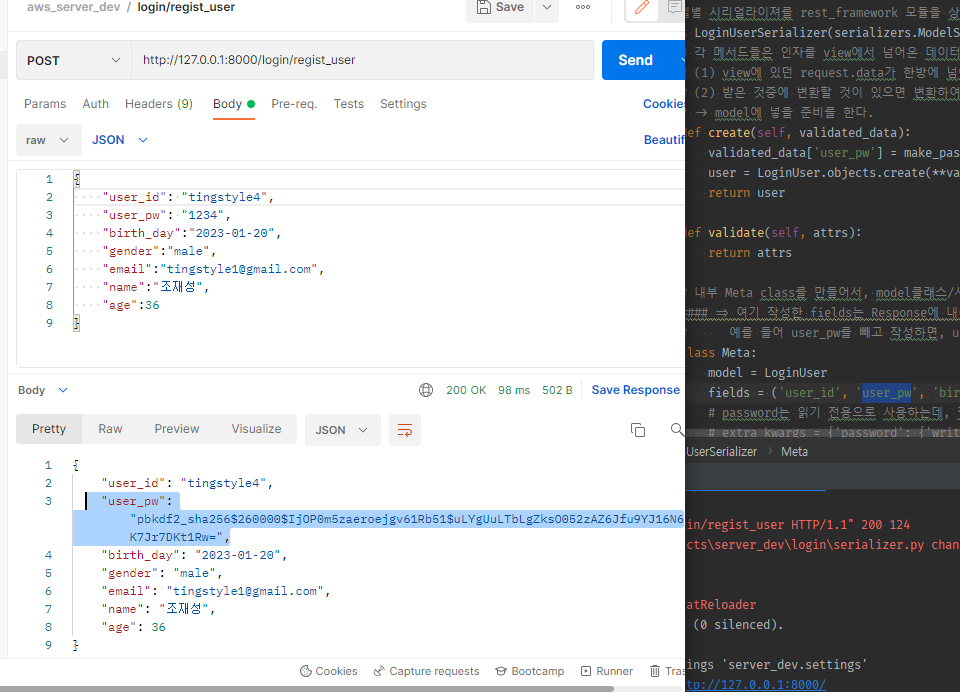 aws_server_dev / login/regist_user
Save
POST
http://127.0.0.1:8000/login/regist_user
Send
Params Auth Headers (9) Body Pre-req. Tests Settings
Cookies
raw JSON
Beautif
1 {
2 "user_id": "tingstyle4",
3 "user_pw": "1234",
4 "birth_day":"2023-01-20",
5 "gender":"male",
6 "email":"tingstyle1@gmail.com",
7 "name":"조재성",
8 "age":36
9 }
Body
200 OK 98 ms 502 B Save Response
Pretty Raw Preview Visualize JSON
1 {
2 "user_id": "tingstyle4",
3 "user_pw":
"pbkdf2_sha256$260000$IjOP0m5zaeroejgv61Rb51$uLYgUuLTbLgZksO052zAZ6Jfu9YJ16N6
K7Jr7DKt1Rw=",
4 "birth_day": "2023-01-20",
5 "gender": "male",
6 "email": "tingstyle1@gmail.com",
7 "name": "조재성",
8 "age": 36
9 }
Cookies Capture requests Bootcamp Runner Tras
별 시리얼라이져를 rest_framework 모듈을 상
LoginUserSerializer(serializers.ModelS
각 메서드들은 인자를 view에서 넘어온 데이터
(1) view에 있던 request.data가 한방에 넘
(2) 받은 것중에 변환할 것이 있으면 변환하여
-> model에 넣을 준비를 한다.
ef create(self, validated_data):
validated_data['user_pw'] = make_pas
user = LoginUser.objects.create(**va
return user
ef validate(self, attrs):
return attrs
내부 Meta class를 만들어서, model클래스/
#### => 여기 작성한 fields는 Response에 내
예를 들어 user_pw를 빼고 작성하면, u
lass Meta:
model = LoginUser
fields = ('user_id', 'user_pw', 'bir
# password는 읽기 전용으로 사용하는데,
# extra_kwargs = {'password': {'writ
UserSerializer > Meta
in/regist_user HTTP/1.1" 200 124
cts\server_dev\login\serializer.py chan
atReloader
(0 silenced).
ings 'server_dev.settings'
tp://127.0.0.1:8000/